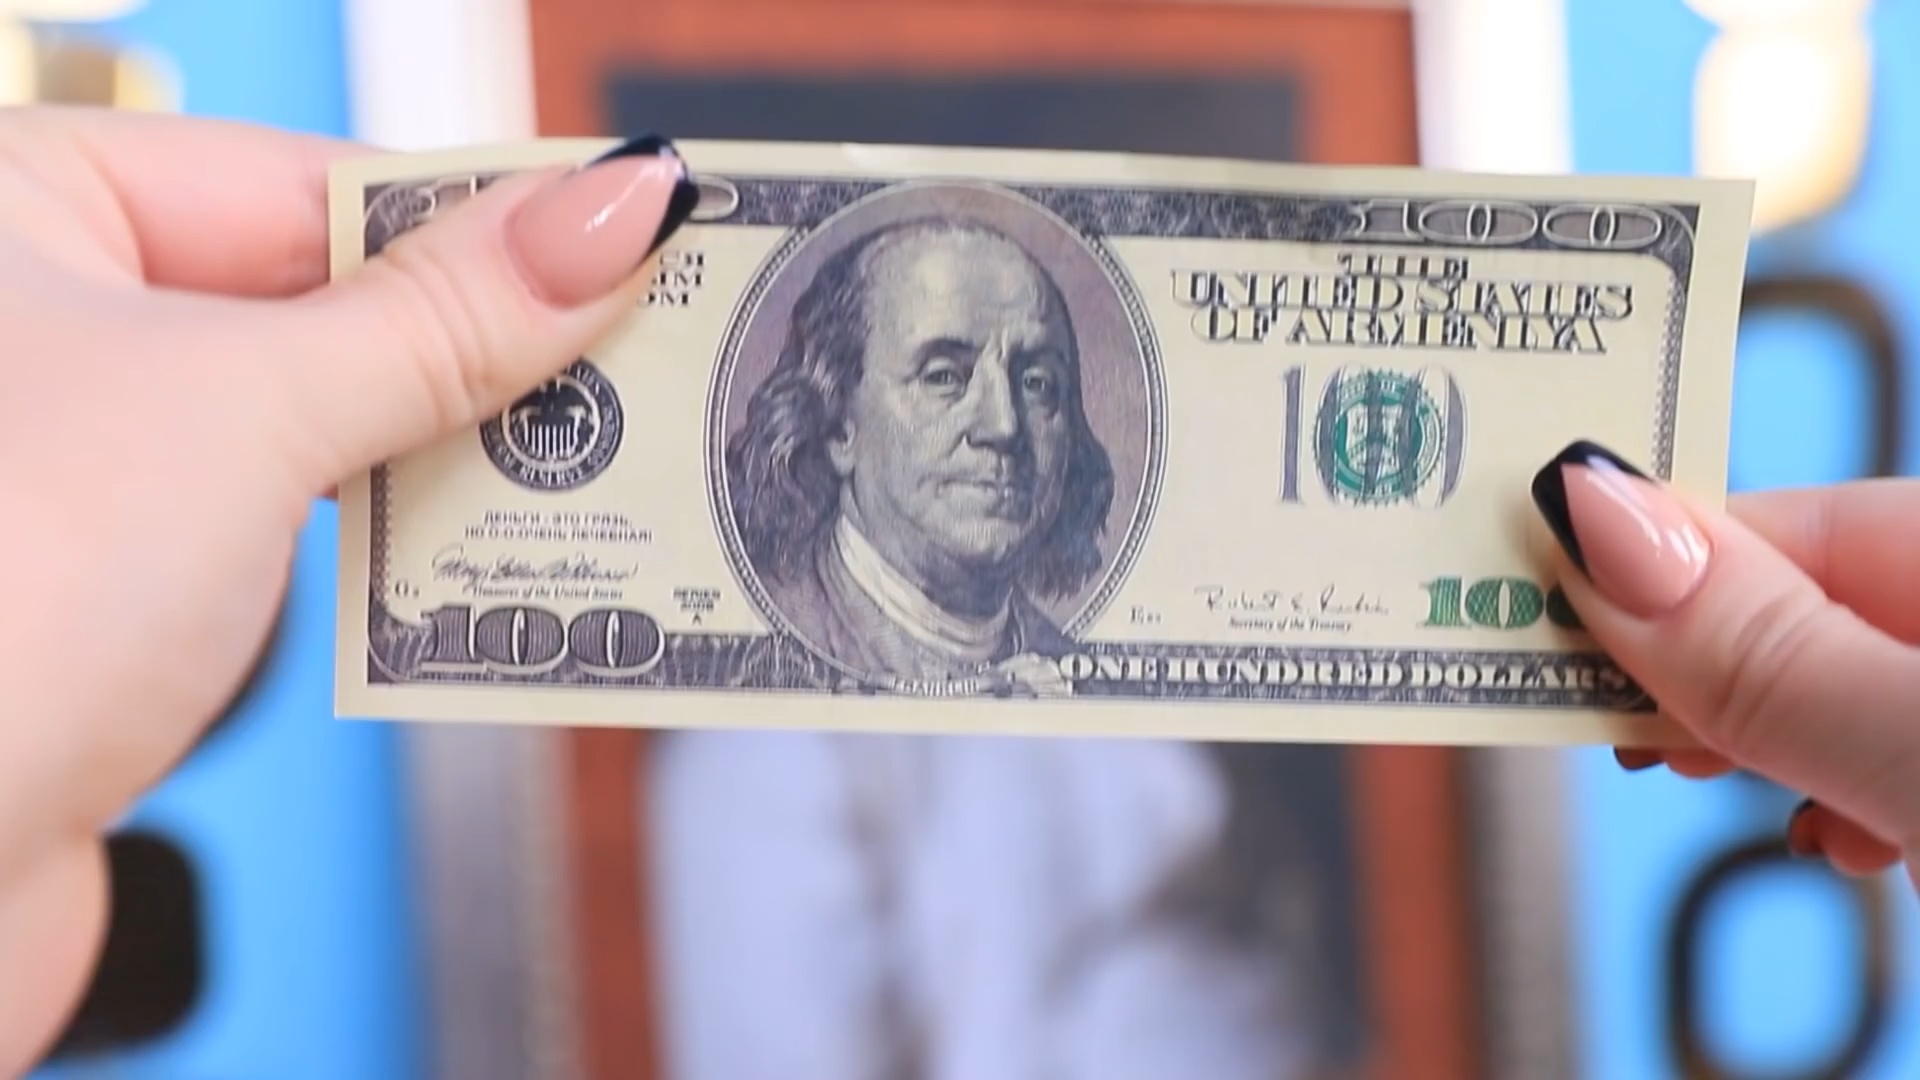 100
THE
UNITED STATES
OF ARMENIYA
100
ДЕНЬГИ - ЭТО ГРЯЗЬ,
НО О-О-ОЧЕНЬ ЛЕЧЕБНАЯ!
Treasurer of the United States
SERIES
A
Secretary of the Treasury
100
ONE HUNDRED DOLLARS